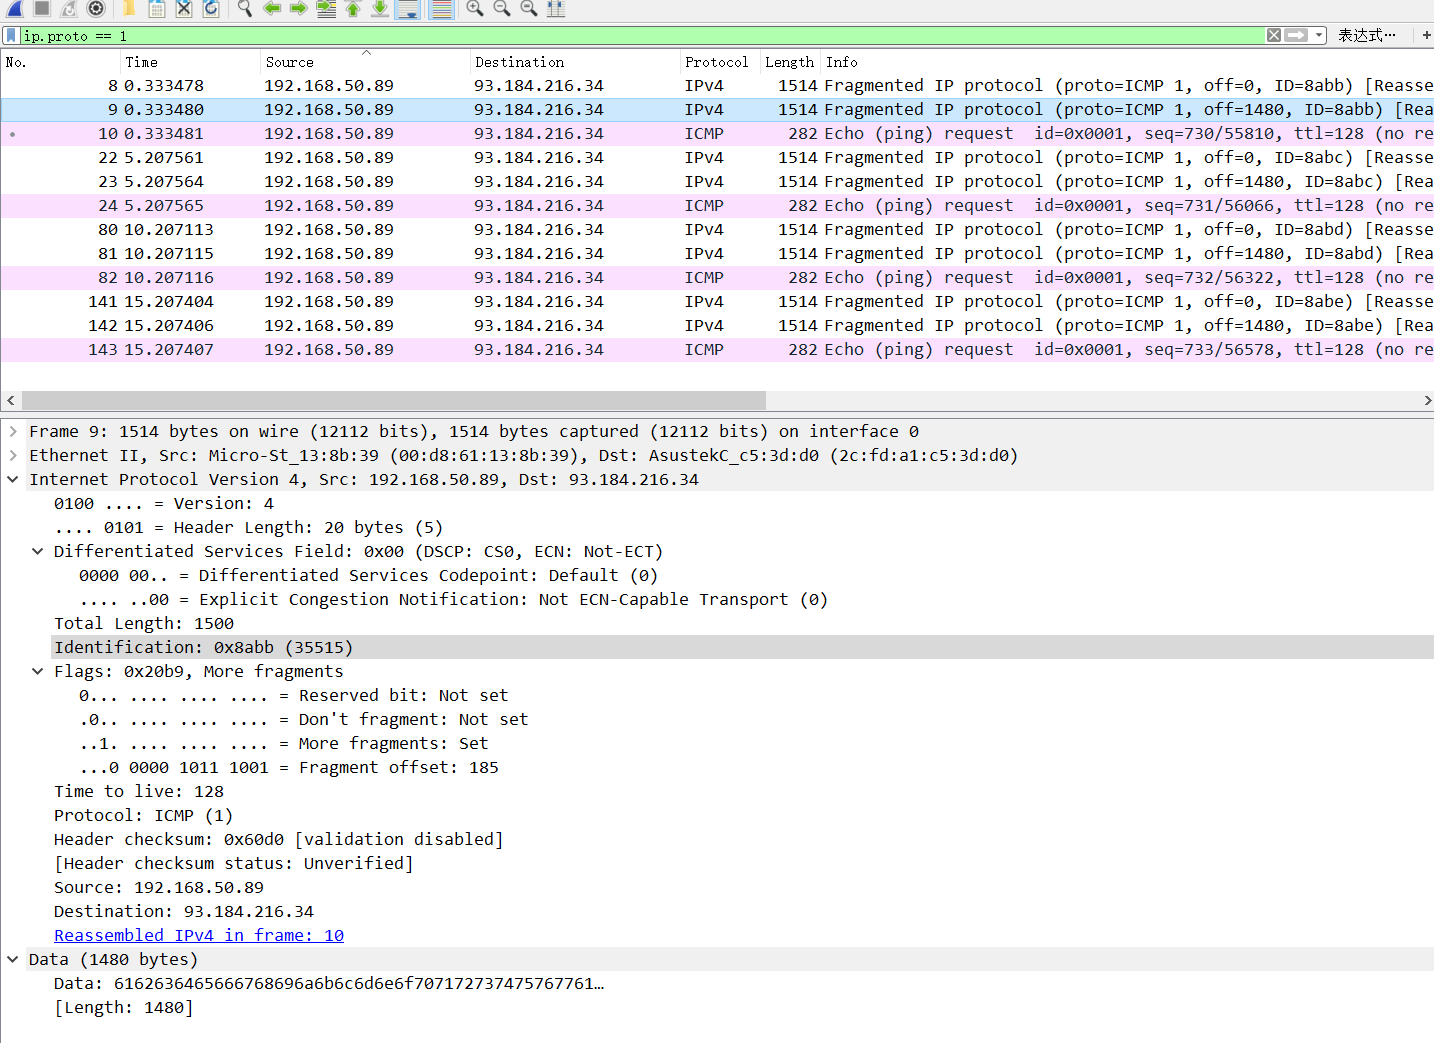 ip.proto == 1 表达式… +
No. Time Source Destination Protocol Length Info
8 0.333478 192.168.50.89 93.184.216.34 IPv4 1514 Fragmented IP protocol (proto=ICMP 1, off=0, ID=8abb) [Reasse
9 0.333480 192.168.50.89 93.184.216.34 IPv4 1514 Fragmented IP protocol (proto=ICMP 1, off=1480, ID=8abb) [Rea
10 0.333481 192.168.50.89 93.184.216.34 ICMP 282 Echo (ping) request id=0x0001, seq=730/55810, ttl=128 (no re
22 5.207561 192.168.50.89 93.184.216.34 IPv4 1514 Fragmented IP protocol (proto=ICMP 1, off=0, ID=8abc) [Reasse
23 5.207564 192.168.50.89 93.184.216.34 IPv4 1514 Fragmented IP protocol (proto=ICMP 1, off=1480, ID=8abc) [Rea
24 5.207565 192.168.50.89 93.184.216.34 ICMP 282 Echo (ping) request id=0x0001, seq=731/56066, ttl=128 (no re
80 10.207113 192.168.50.89 93.184.216.34 IPv4 1514 Fragmented IP protocol (proto=ICMP 1, off=0, ID=8abd) [Reasse
81 10.207115 192.168.50.89 93.184.216.34 IPv4 1514 Fragmented IP protocol (proto=ICMP 1, off=1480, ID=8abd) [Rea
82 10.207116 192.168.50.89 93.184.216.34 ICMP 282 Echo (ping) request id=0x0001, seq=732/56322, ttl=128 (no re
141 15.207404 192.168.50.89 93.184.216.34 IPv4 1514 Fragmented IP protocol (proto=ICMP 1, off=0, ID=8abe) [Reasse
142 15.207406 192.168.50.89 93.184.216.34 IPv4 1514 Fragmented IP protocol (proto=ICMP 1, off=1480, ID=8abe) [Rea
143 15.207407 192.168.50.89 93.184.216.34 ICMP 282 Echo (ping) request id=0x0001, seq=733/56578, ttl=128 (no re
Frame 9: 1514 bytes on wire (12112 bits), 1514 bytes captured (12112 bits) on interface 0
Ethernet II, Src: Micro-St_13:8b:39 (00:d8:61:13:8b:39), Dst: AsustekC_c5:3d:d0 (2c:fd:a1:c5:3d:d0)
Internet Protocol Version 4, Src: 192.168.50.89, Dst: 93.184.216.34
0100 .... = Version: 4
.... 0101 = Header Length: 20 bytes (5)
Differentiated Services Field: 0x00 (DSCP: CS0, ECN: Not-ECT)
0000 00.. = Differentiated Services Codepoint: Default (0)
.... ..00 = Explicit Congestion Notification: Not ECN-Capable Transport (0)
Total Length: 1500
Identification: 0x8abb (35515)
Flags: 0x20b9, More fragments
0... .... .... .... = Reserved bit: Not set
.0.. .... .... .... = Don't fragment: Not set
..1. .... .... .... = More fragments: Set
...0 0000 1011 1001 = Fragment offset: 185
Time to live: 128
Protocol: ICMP (1)
Header checksum: 0x60d0 [validation disabled]
[Header checksum status: Unverified]
Source: 192.168.50.89
Destination: 93.184.216.34
Reassembled IPv4 in frame: 10
Data (1480 bytes)
Data: 6162636465666768696a6b6c6d6e6f707172737475767761…
[Length: 1480]